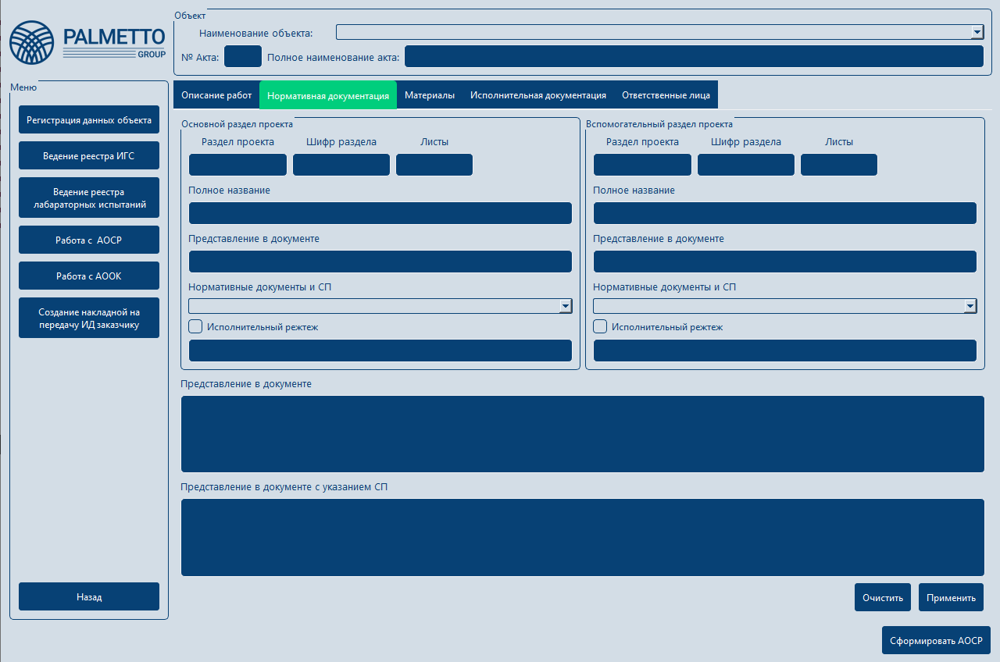 PALMETTO
GROUP
Объект
Наименование объекта:
№ Акта: Полное наименование акта:
Меню
Регистрация данных объекта
Ведение реестра ИГС
Ведение реестра
лабараторных испытаний
Работа с  АОСР
Работа с АООК
Создание накладной на
передачу ИД заказчику
Назад
Описание работ Нормативная документация Материалы Исполнительная документация Ответственные лица
Основной раздел проекта
Раздел проекта Шифр раздела Листы
Полное название
Представление в документе
Нормативные документы и СП
Исполнительный режтеж
Вспомогательный раздел проекта
Раздел проекта Шифр раздела Листы
Полное название
Представление в документе
Нормативные документы и СП
Исполнительный режтеж
Представление в документе
Представление в документе с указанием СП
Очистить Применить
Сформировать АОСР